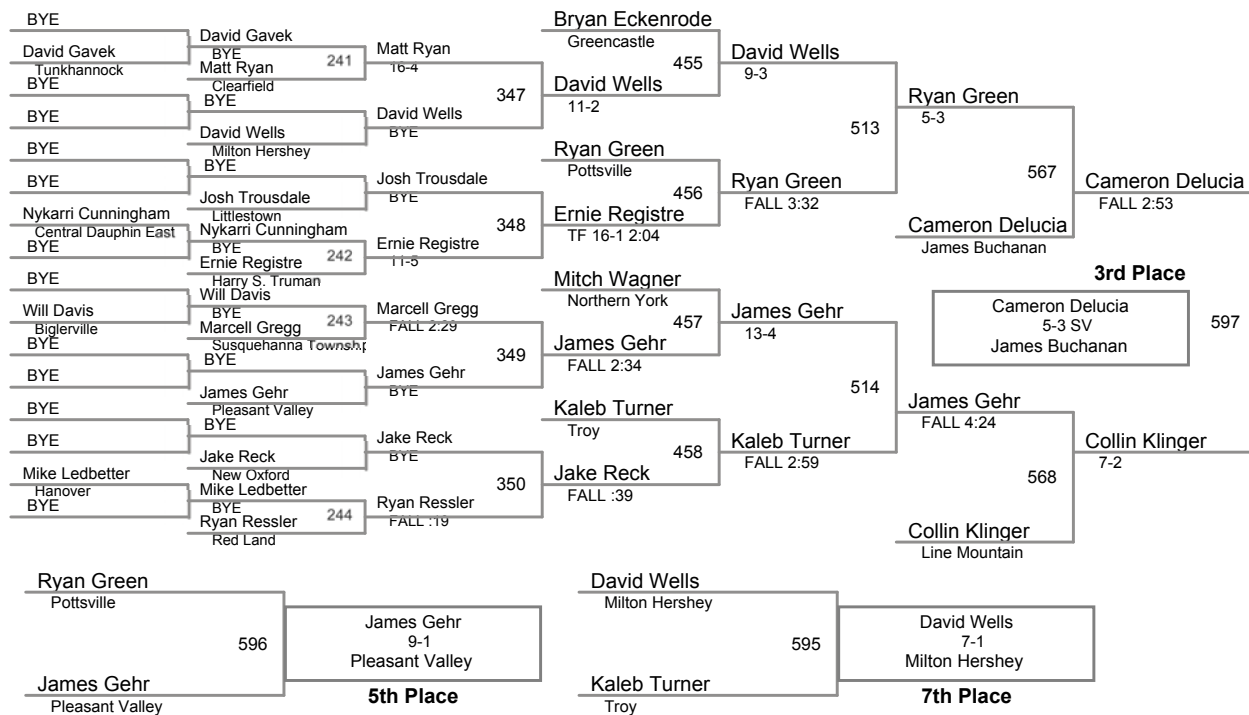 BYE
David Gavek
Tunkhannock
BYE
BYE
BYE
BYE
Nykarri Cunningham
Central Dauphin East
BYE
BYE
Will Davis
Biglerville
BYE
BYE
BYE
BYE
Mike Ledbetter
Hanover
BYE
David Gavek
BYE
241
Matt Ryan
Clearfield
BYE
David Wells
Milton Hershey
BYE
Josh Trousdale
Littlestown
Nykarri Cunningham
BYE
242
Ernie Registre
Harry S. Truman
Will Davis
BYE
243
Marcell Gregg
Susquehanna Township
BYE
James Gehr
Pleasant Valley
BYE
Jake Reck
New Oxford
Mike Ledbetter
BYE
244
Ryan Ressler
Red Land
Matt Ryan
16-4
347
David Wells
BYE
Josh Trousdale
BYE
348
Ernie Registre
11-5
Marcell Gregg
FALL 2:29
349
James Gehr
BYE
Jake Reck
BYE
350
Ryan Ressler
FALL :19
Bryan Eckenrode
Greencastle
455
David Wells
11-2
Ryan Green
Pottsville
456
Ernie Registre
TF 16-1 2:04
Mitch Wagner
Northern York
457
James Gehr
FALL 2:34
Kaleb Turner
Troy
458
Jake Reck
FALL :39
David Wells
9-3
513
Ryan Green
FALL 3:32
James Gehr
13-4
514
Kaleb Turner
FALL 2:59
Ryan Green
5-3
567
Cameron Delucia
James Buchanan
James Gehr
FALL 4:24
568
Collin Klinger
Line Mountain
Cameron Delucia
FALL 2:53
3rd Place
Cameron Delucia
5-3 SV
James Buchanan
597
Collin Klinger
7-2
Ryan Green
Pottsville
596
James Gehr
Pleasant Valley
James Gehr
9-1
Pleasant Valley
5th Place
David Wells
Milton Hershey
595
Kaleb Turner
Troy
David Wells
7-1
Milton Hershey
7th Place